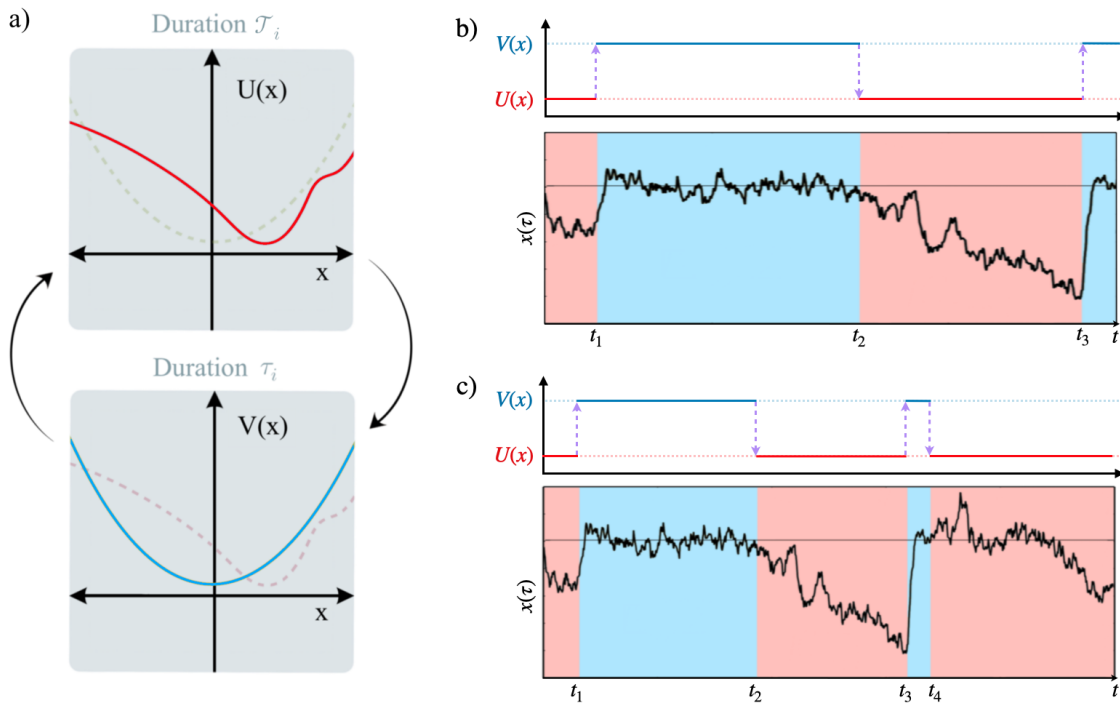 a)
Duration 𝒯i
U(x)
x
Duration τi
V(x)
x
b)
V(x)
U(x)
x(τ)
t1
t2
t3
t
c)
V(x)
U(x)
x(τ)
t1
t2
t3
t4
t